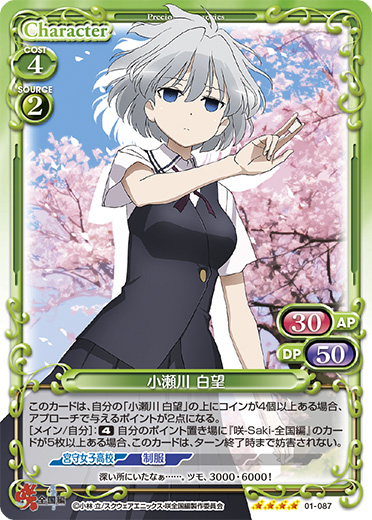 Precious Memories
Character
COST
4
SOURCE
2
30 AP
DP 50
小瀬川 白望
このカードは、自分の「小瀬川 白望」の上にコインが4個以上ある場合、
アプローチで与えるポイントが2点になる。
[メイン/自分]:4 自分のポイント置き場に『咲-Saki-全国編』のカー
ドが5枚以上ある場合、このカードは、ターン終了時まで妨害されない。
宮守女子高校 制服
深い所にいたなぁ……。ツモ、3000・6000!
咲 全国編
★★★★ 01-087
©小林 立/スクウェアエニックス・咲全国編製作委員会